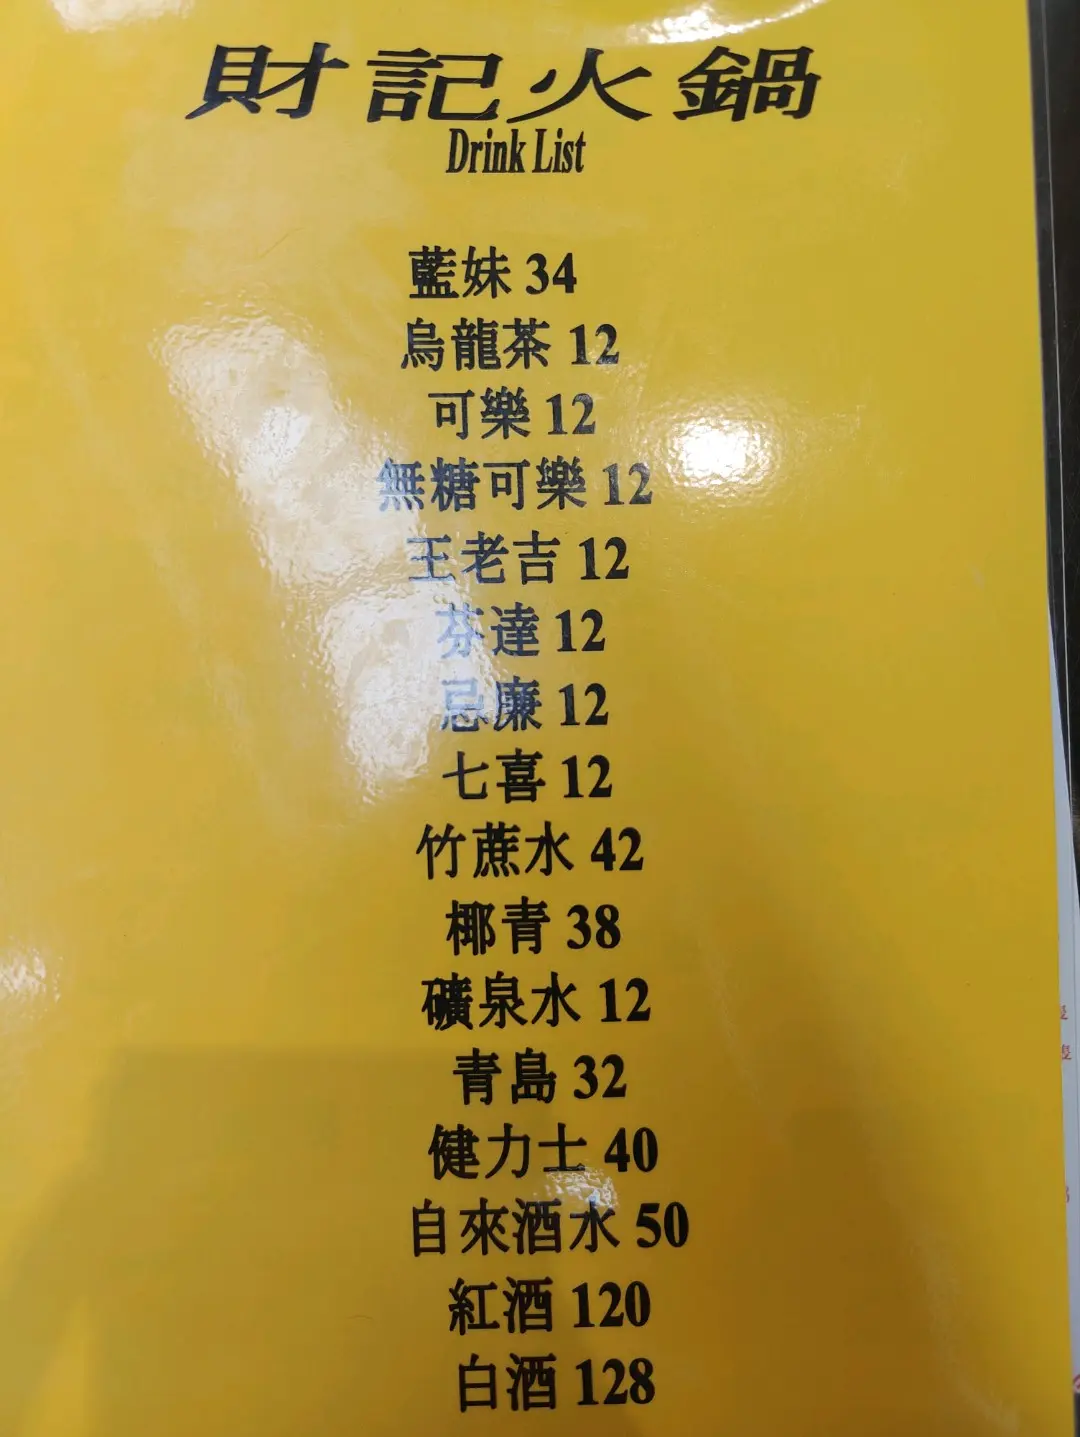 財記火鍋
Drink List
藍妹 34
烏龍茶 12
可樂 12
無糖可樂 12
王老吉 12
芬達 12
忌廉 12
七喜 12
竹蔗水 42
椰青 38
礦泉水 12
青島 32
健力士 40
自來酒水 50
紅酒 120
白酒 128